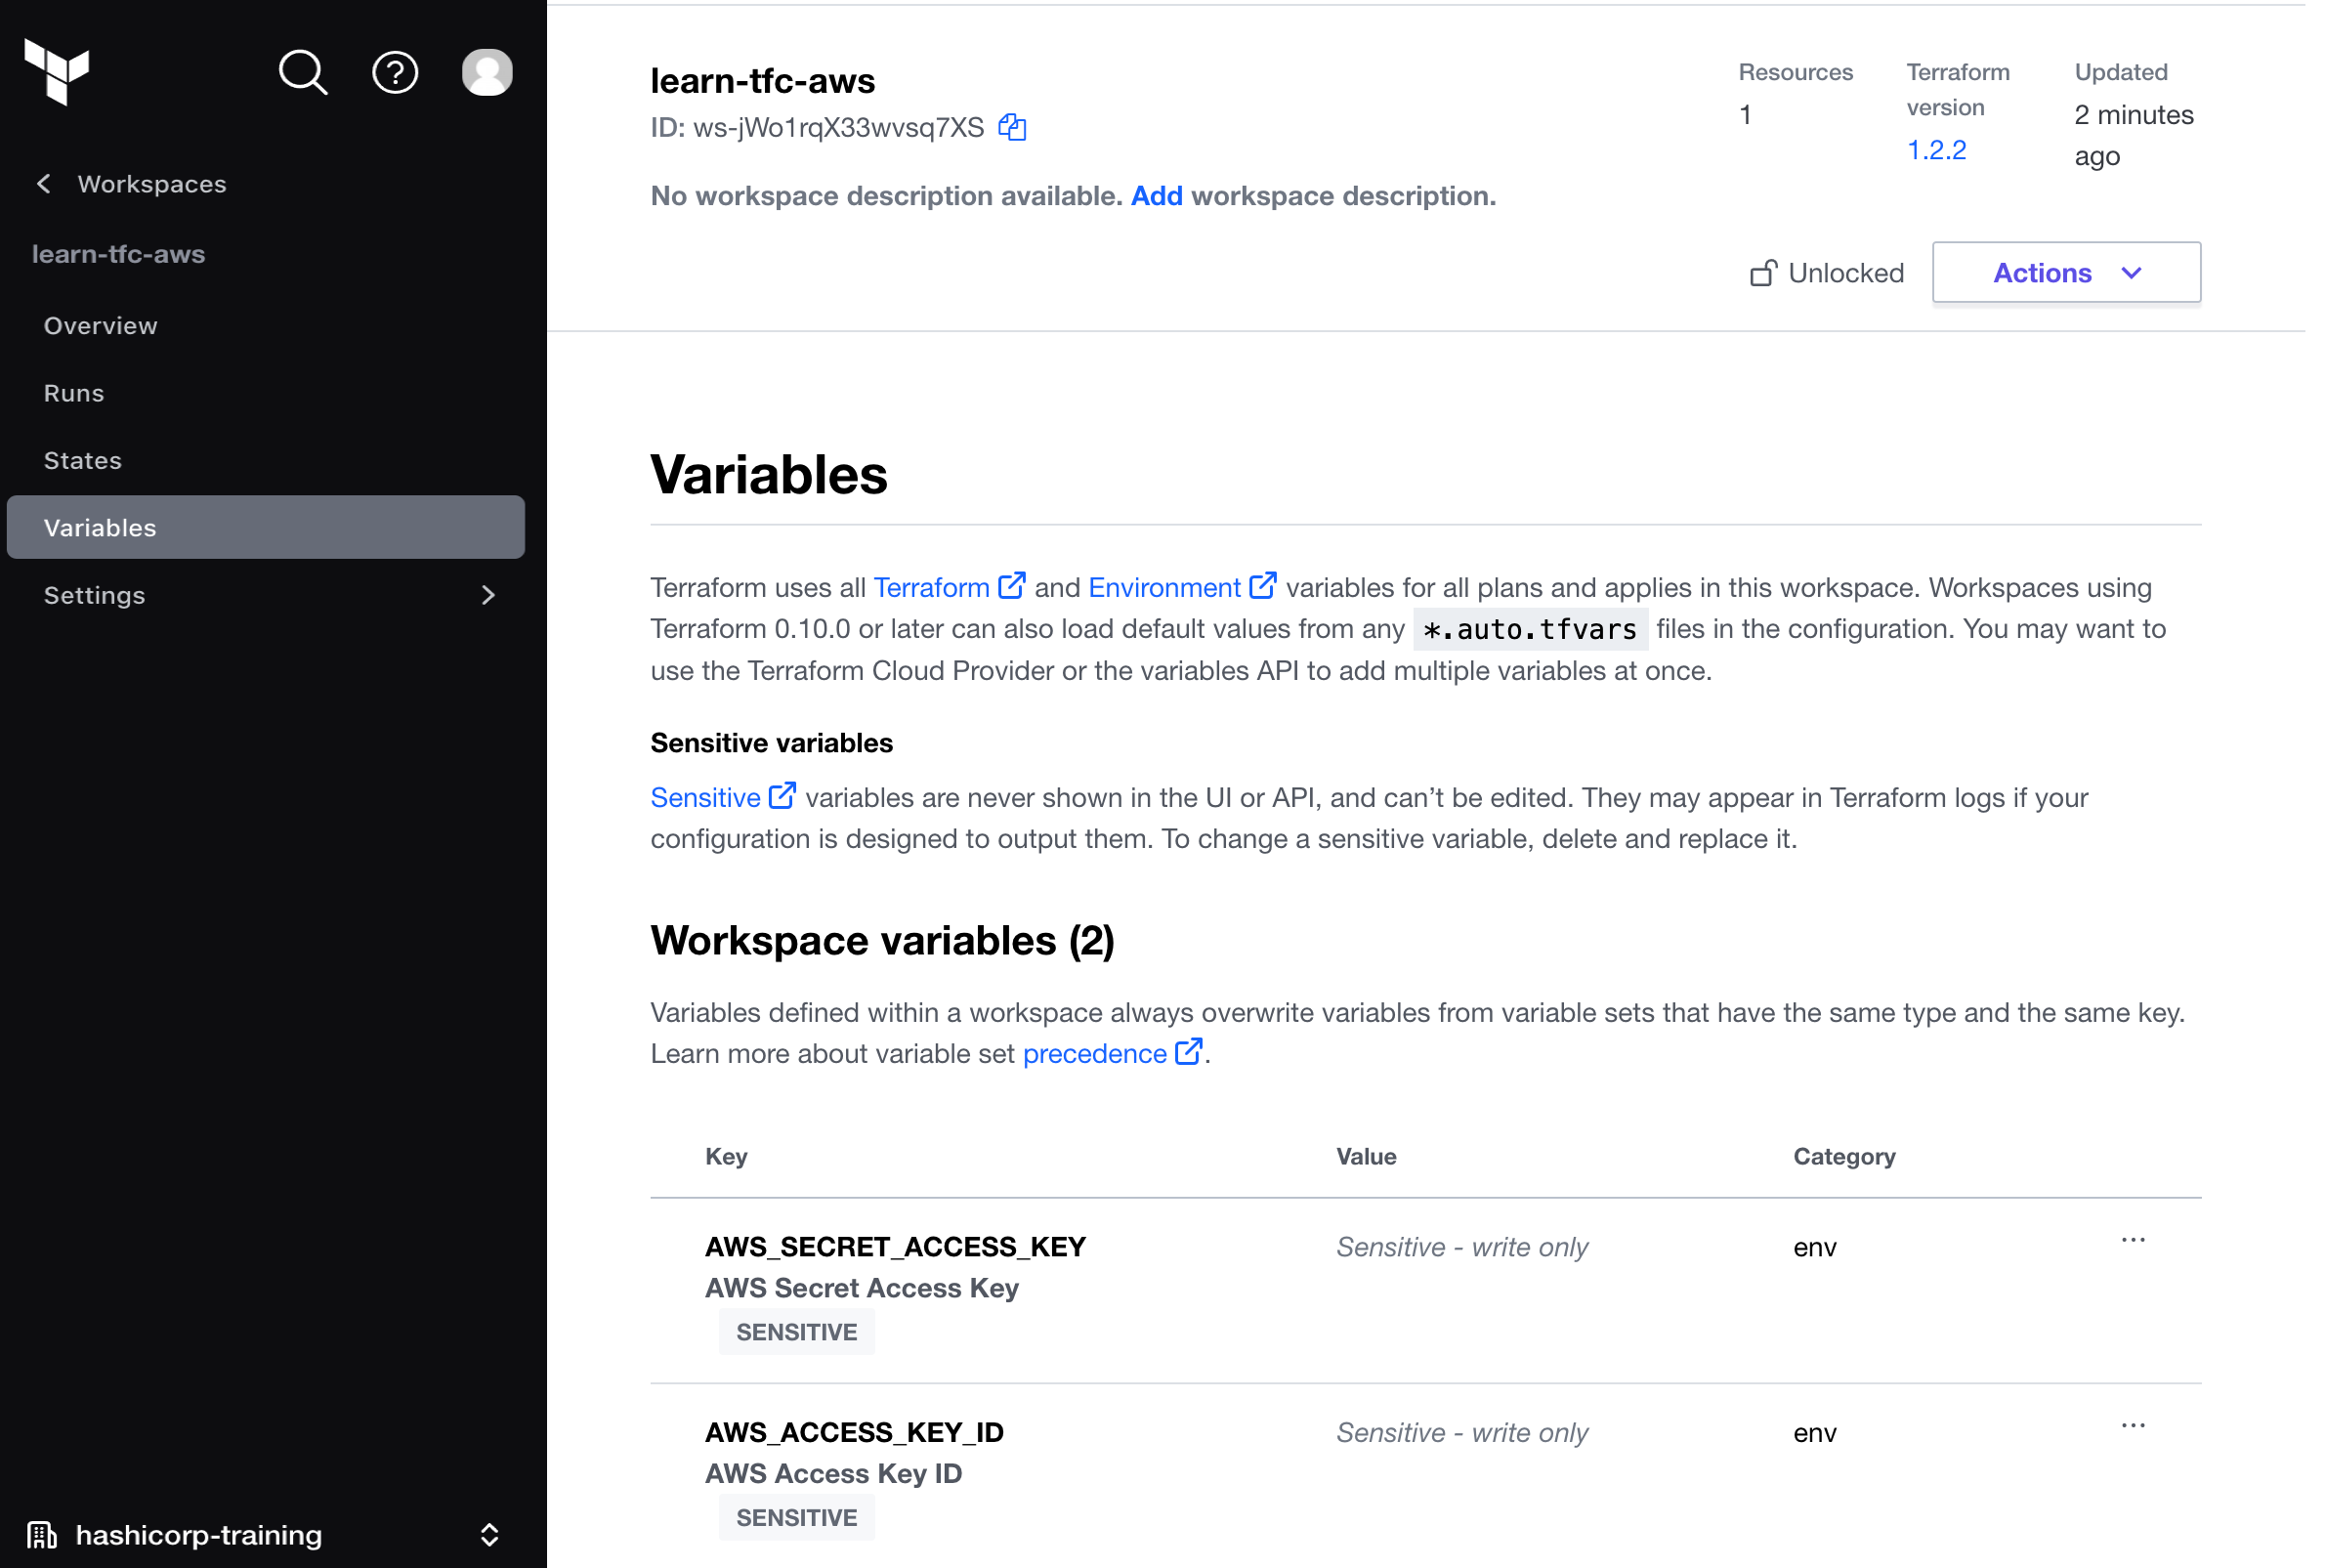 Workspaces
learn-tfc-aws
Overview
Runs
States
Variables
Settings
hashicorp-training
learn-tfc-aws
ID: ws-jWo1rqX33wvsq7XS
No workspace description available. Add workspace description.
Resources
1
Terraform
version
1.2.2
Updated
2 minutes
ago
Unlocked
Actions
Variables
Terraform uses all Terraform and Environment variables for all plans and applies in this workspace. Workspaces using
Terraform 0.10.0 or later can also load default values from any *.auto.tfvars files in the configuration. You may want to
use the Terraform Cloud Provider or the variables API to add multiple variables at once.
Sensitive variables
Sensitive variables are never shown in the UI or API, and can’t be edited. They may appear in Terraform logs if your
configuration is designed to output them. To change a sensitive variable, delete and replace it.
Workspace variables (2)
Variables defined within a workspace always overwrite variables from variable sets that have the same type and the same key.
Learn more about variable set precedence .
Key Value Category
AWS_SECRET_ACCESS_KEY Sensitive - write only env ...
AWS Secret Access Key
SENSITIVE
AWS_ACCESS_KEY_ID Sensitive - write only env ...
AWS Access Key ID
SENSITIVE